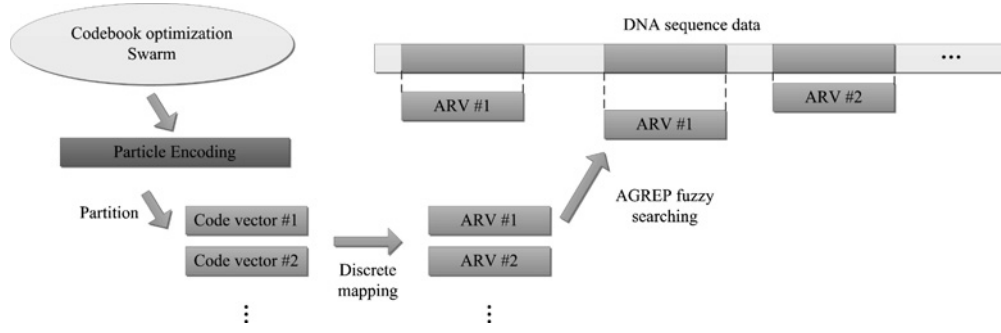 Codebook optimization
Swarm
DNA sequence data
...
ARV #1
ARV #1
ARV #2
Particle Encoding
Partition
Code vector #1
Code vector #2
⋮
Discrete
mapping
ARV #1
ARV #2
⋮
AGREP fuzzy
searching